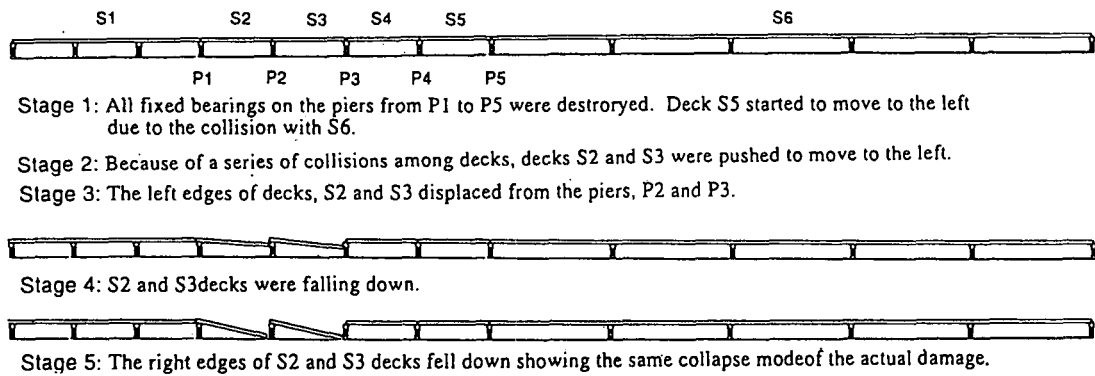 S1 S2 S3 S4 S5 S6
P1 P2 P3 P4 P5
Stage 1: All fixed bearings on the piers from P1 to P5 were destroryed. Deck S5 started to move to the left
due to the collision with S6.
Stage 2: Because of a series of collisions among decks, decks S2 and S3 were pushed to move to the left.
Stage 3: The left edges of decks, S2 and S3 displaced from the piers, P2 and P3.
Stage 4: S2 and S3decks were falling down.
Stage 5: The right edges of S2 and S3 decks fell down showing the same collapse modeof the actual damage.